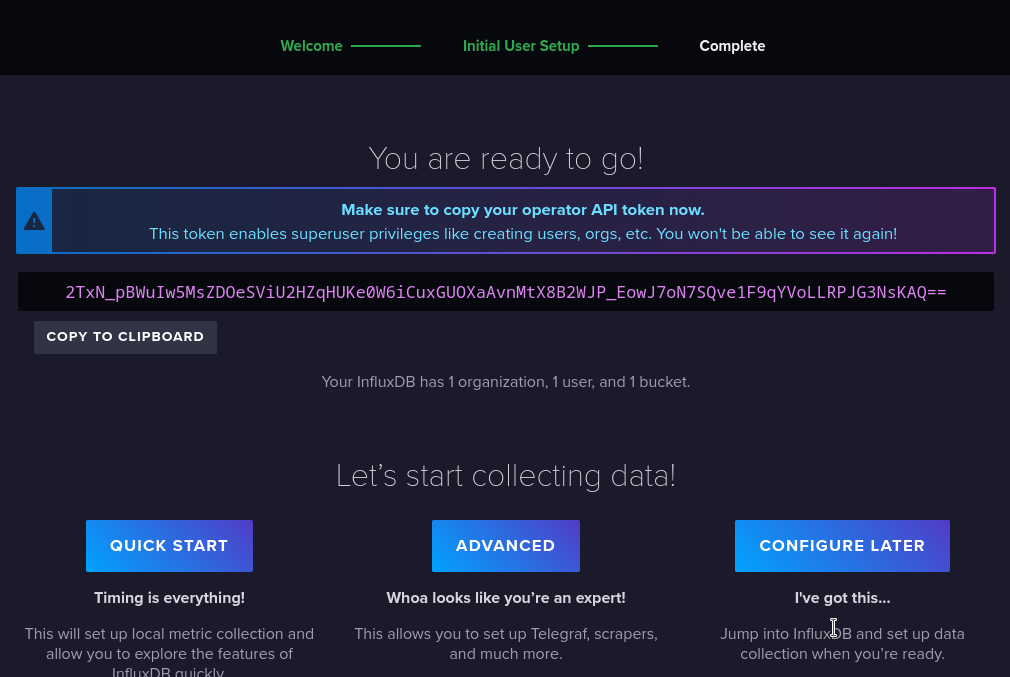 Welcome Initial User Setup Complete
You are ready to go!
Make sure to copy your operator API token now.
This token enables superuser privileges like creating users, orgs, etc. You won't be able to see it again!
2TxN_pBWuIw5MsZDOeSViU2HZqHUKe0W6iCuxGUOXaAvnMtX8B2WJP_EowJ7oN7SQve1F9qYVoLLRPJG3NsKAQ==
COPY TO CLIPBOARD
Your InfluxDB has 1 organization, 1 user, and 1 bucket.
Let’s start collecting data!
QUICK START
Timing is everything!
This will set up local metric collection and
allow you to explore the features of
InfluxDB quickly.
ADVANCED
Whoa looks like you’re an expert!
This allows you to set up Telegraf, scrapers,
and much more.
CONFIGURE LATER
I've got this...
Jump into InfluxDB and set up data
collection when you’re ready.